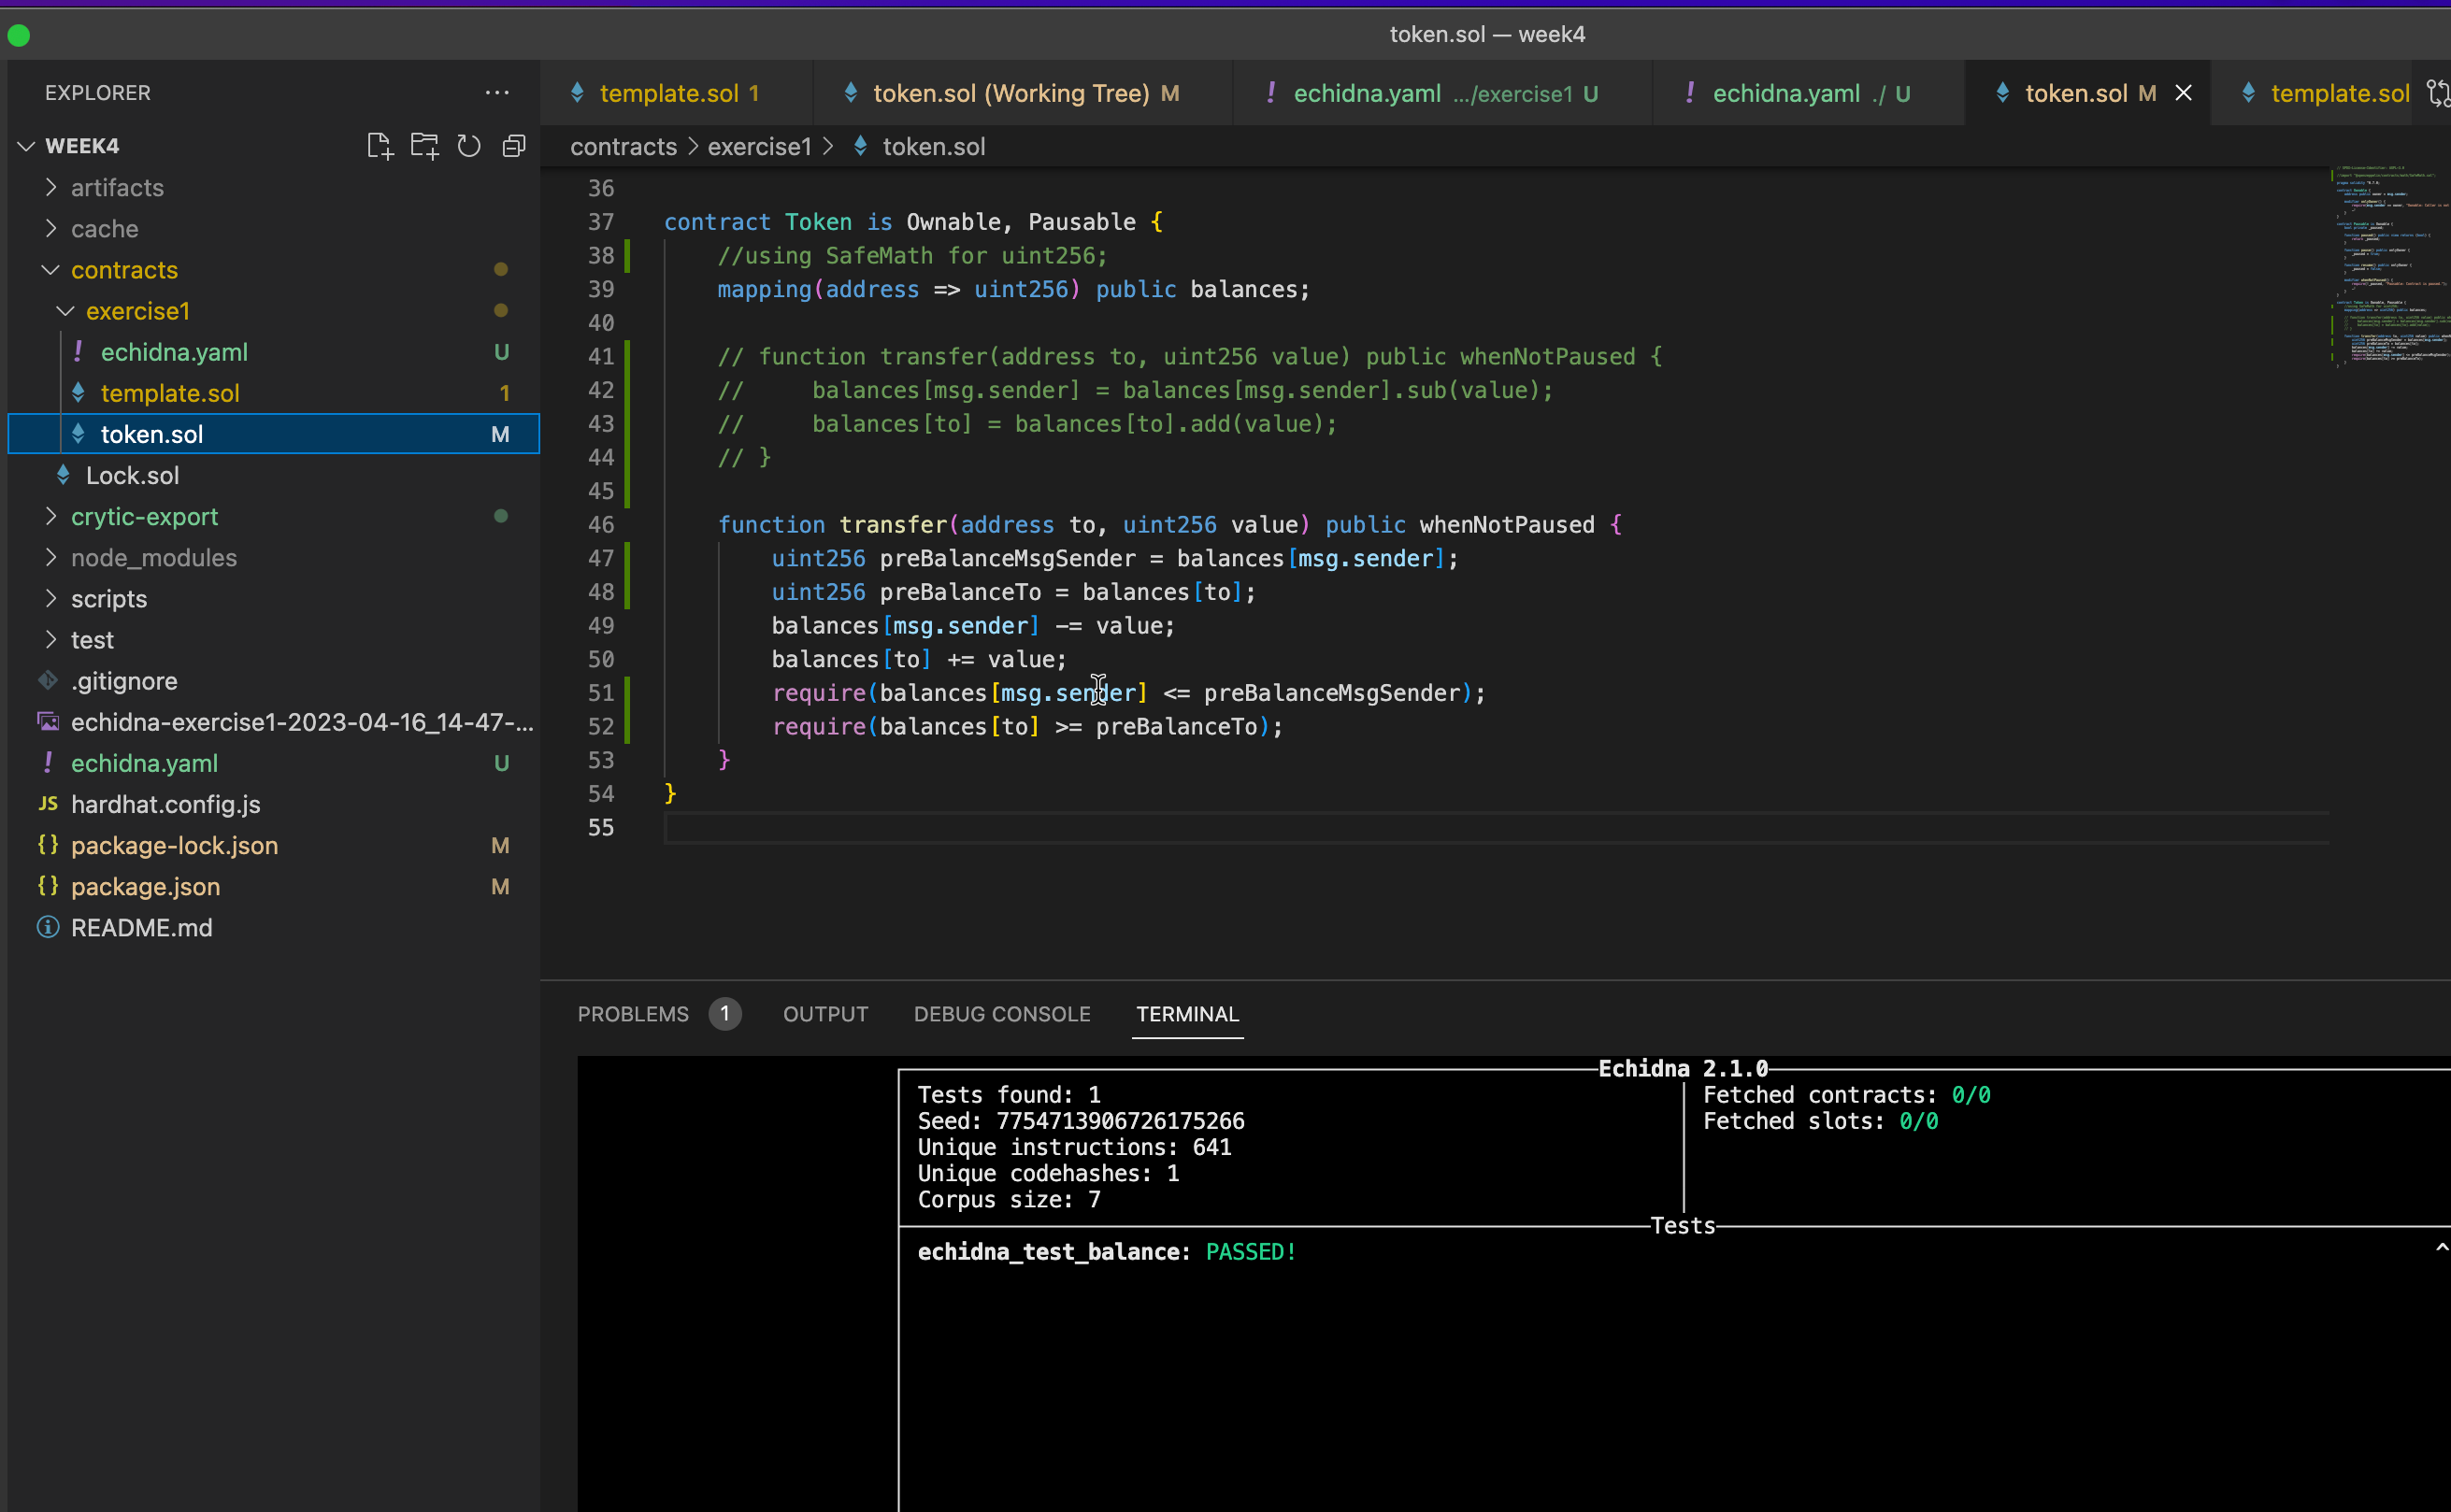 token.sol — week4
EXPLORER
template.sol 1
token.sol (Working Tree) M
echidna.yaml .../exercise1 U
echidna.yaml ./ U
token.sol M
template.sol
WEEK4
contracts > exercise1 > token.sol
artifacts
cache
contracts
exercise1
echidna.yaml U
template.sol 1
token.sol M
Lock.sol
crytic-export
node_modules
scripts
test
.gitignore
echidna-exercise1-2023-04-16_14-47-...
echidna.yaml U
JS hardhat.config.js
{} package-lock.json M
{} package.json M
README.md
36
37 contract Token is Ownable, Pausable {
38 //using SafeMath for uint256;
39 mapping(address => uint256) public balances;
40
41 // function transfer(address to, uint256 value) public whenNotPaused {
42 //     balances[msg.sender] = balances[msg.sender].sub(value);
43 //     balances[to] = balances[to].add(value);
44 // }
45
46 function transfer(address to, uint256 value) public whenNotPaused {
47 uint256 preBalanceMsgSender = balances[msg.sender];
48 uint256 preBalanceTo = balances[to];
49 balances[msg.sender] -= value;
50 balances[to] += value;
51 require(balances[msg.sender] <= preBalanceMsgSender);
52 require(balances[to] >= preBalanceTo);
53 }
54 }
55
PROBLEMS 1 OUTPUT DEBUG CONSOLE TERMINAL
Echidna 2.1.0
Tests found: 1
Seed: 7754713906726175266
Unique instructions: 641
Unique codehashes: 1
Corpus size: 7
Fetched contracts: 0/0
Fetched slots: 0/0
Tests
echidna_test_balance: PASSED!
^